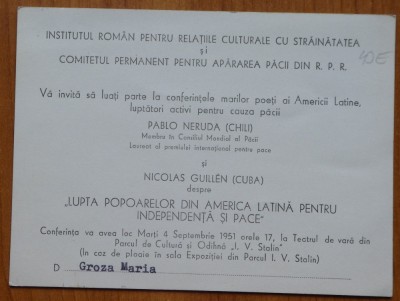 INSTITUTUL ROMÂN PENTRU RELAȚIILE CULTURALE CU STRĂINĂTATEA
și
COMITETUL PERMANENT PENTRU APĂRAREA PĂCII DIN R. P. R.
40E
Vă invită să luați parte la conferințele marilor poeți ai Americii Latine,
luptători activi pentru cauza păcii
PABLO NERUDA (CHILI)
Membru în Consiliul Mondial al Păcii
Laureat al premiului internațional pentru pace
și
NICOLAS GUILLÉN (CUBA)
despre
„LUPTA POPOARELOR DIN AMERICA LATINĂ PENTRU
INDEPENDENȚĂ ȘI PACE"
Conferința va avea loc Marți 4 Septembrie 1951 orele 17, la Teatrul de vară din
Parcul de Cultură și Odihnă „I. V. Stalin"
(În caz de ploaie în sala Expoziției din Parcul I. V. Stalin)
D Groza Maria